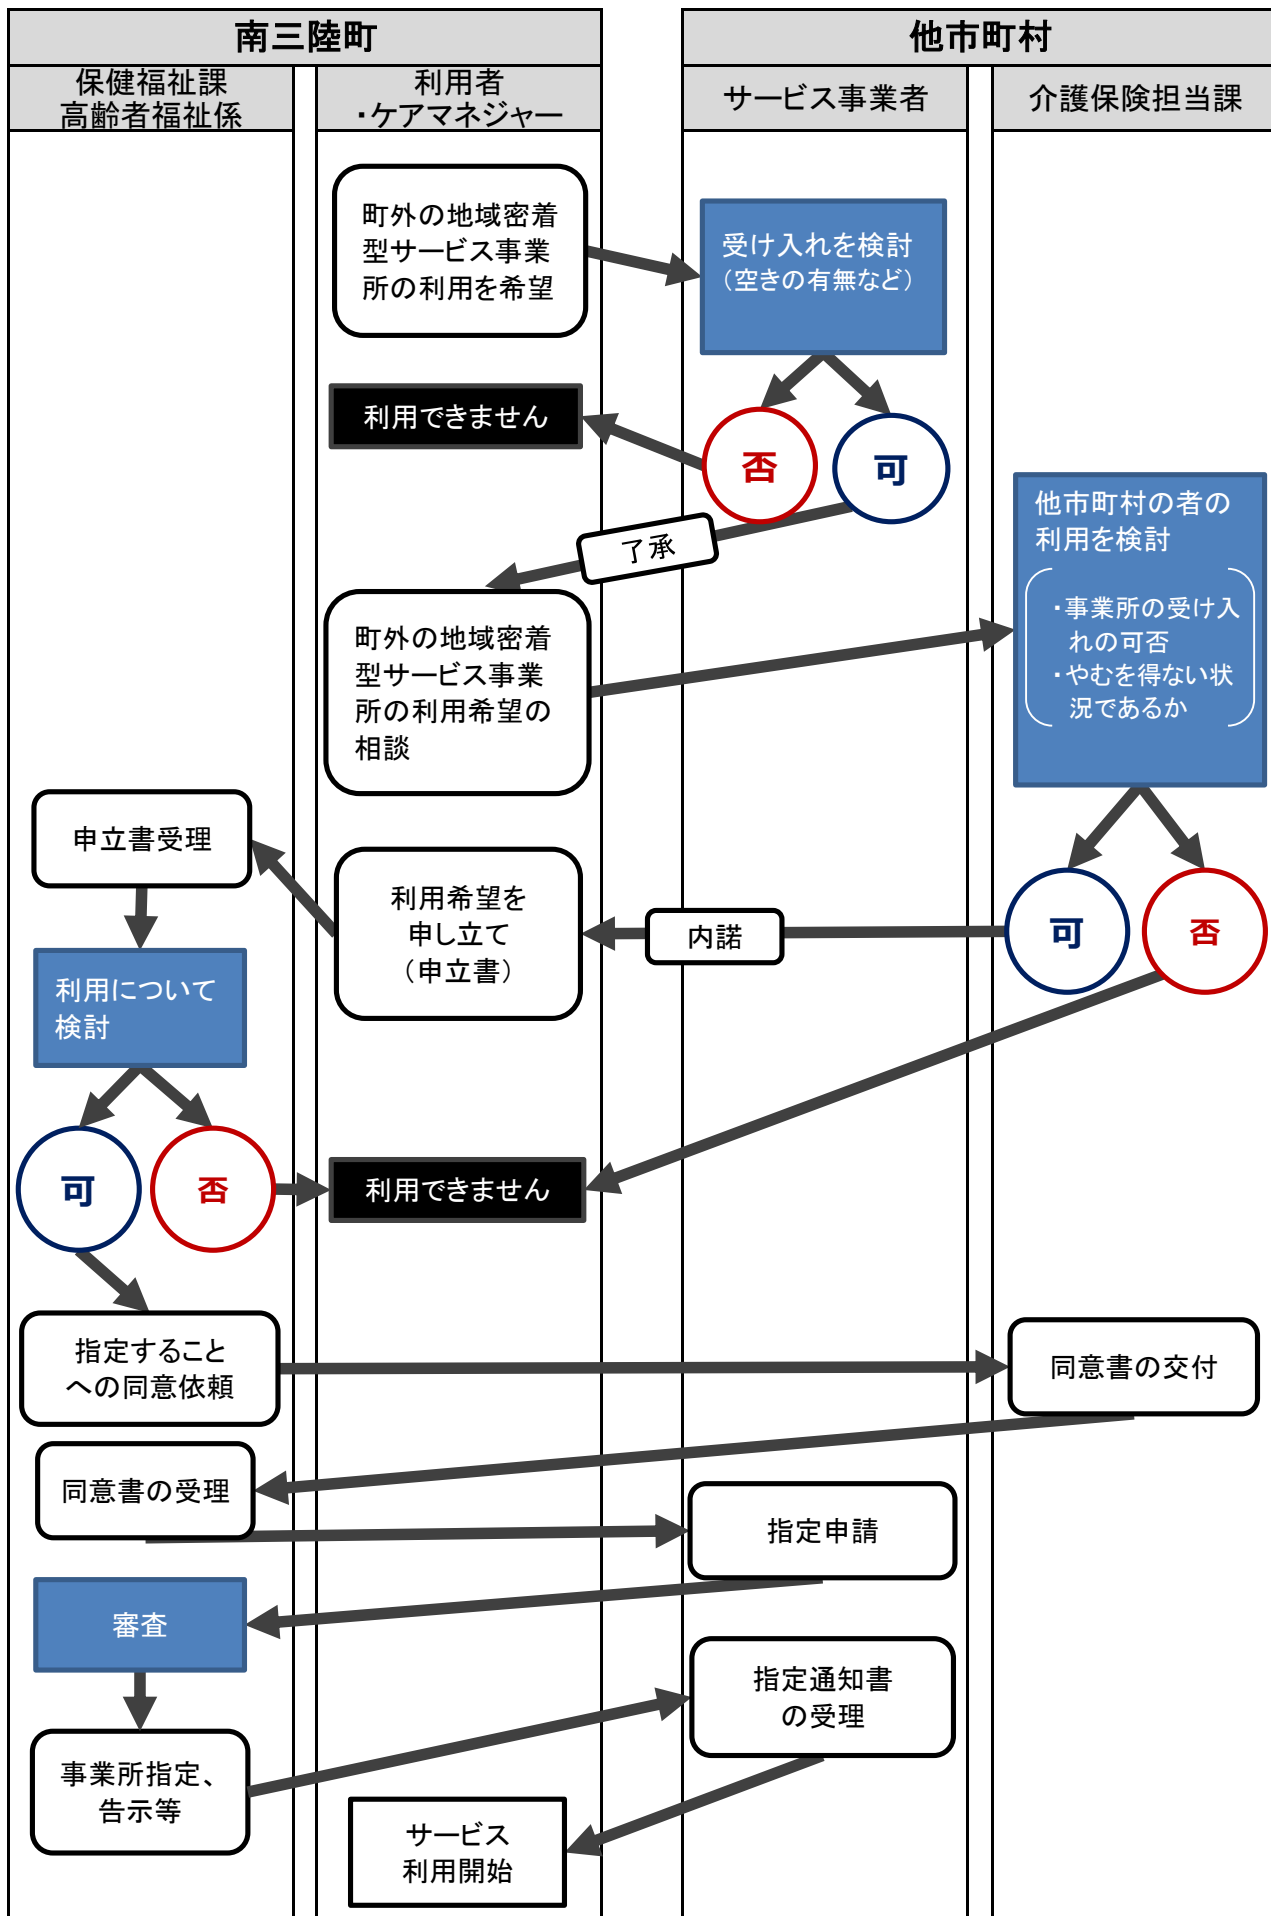 南三陸町
他市町村
保健福祉課
高齢者福祉係
利用者
・ケアマネジャー
サービス事業者
介護保険担当課
町外の地域密着
型サービス事業
所の利用を希望
受け入れを検討
（空きの有無など）
利用できません
否
可
他市町村の者の
利用を検討
・事業所の受け入
れの可否
・やむを得ない状
況であるか
了承
町外の地域密着
型サービス事業
所の利用希望の
相談
申立書受理
利用希望を
申し立て
（申立書）
内諾
可
否
利用について
検討
可
否
利用できません
指定すること
への同意依頼
同意書の交付
同意書の受理
指定申請
審査
指定通知書
の受理
事業所指定、
告示等
サービス
利用開始